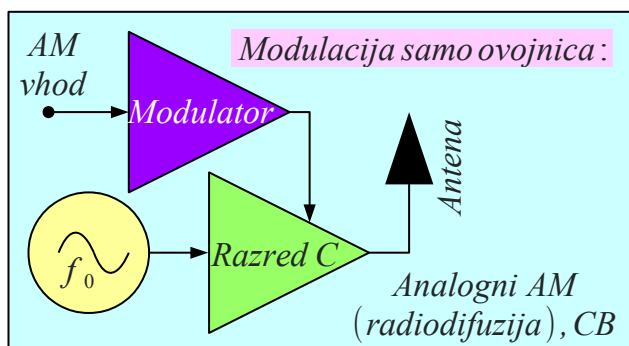 AM
vhod
Modulacija samo ovojnica :
Modulator
Antena
f₀
Razred C
Analogni AM
(radiodifuzija), CB